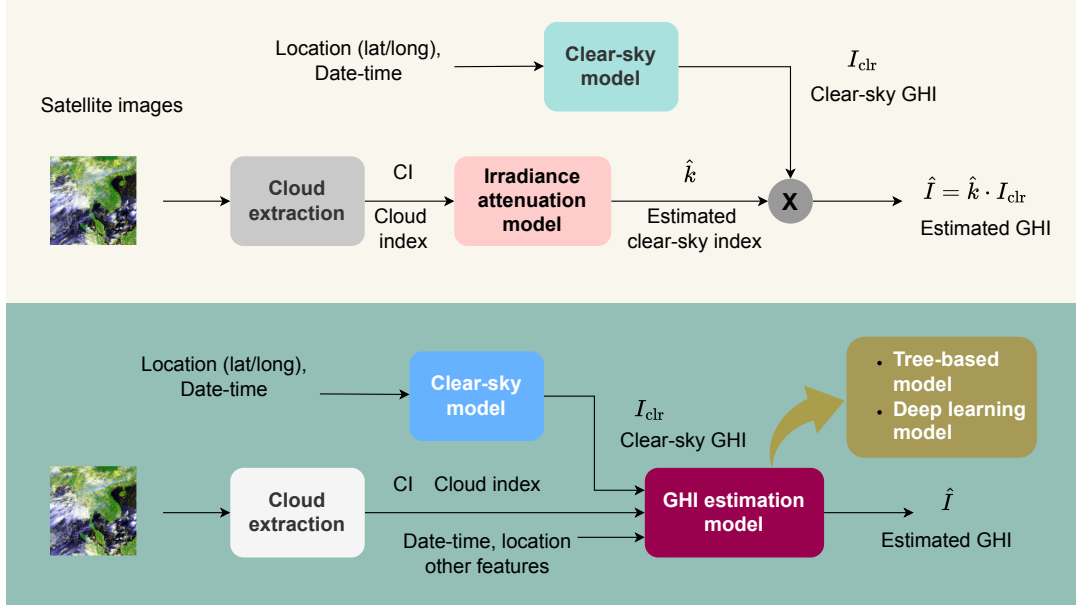 Location (lat/long),
Date-time
Clear-sky
model
I_clr
Clear-sky GHI
Satellite images
Cloud
extraction
CI
Cloud
index
Irradiance
attenuation
model
k̂
Estimated
clear-sky index
X
Î = k̂ · I_clr
Estimated GHI
Location (lat/long),
Date-time
Clear-sky
model
I_clr
Clear-sky GHI
• Tree-based
model
• Deep learning
model
Cloud
extraction
CI Cloud index
Date-time, location
other features
GHI estimation
model
Î
Estimated GHI